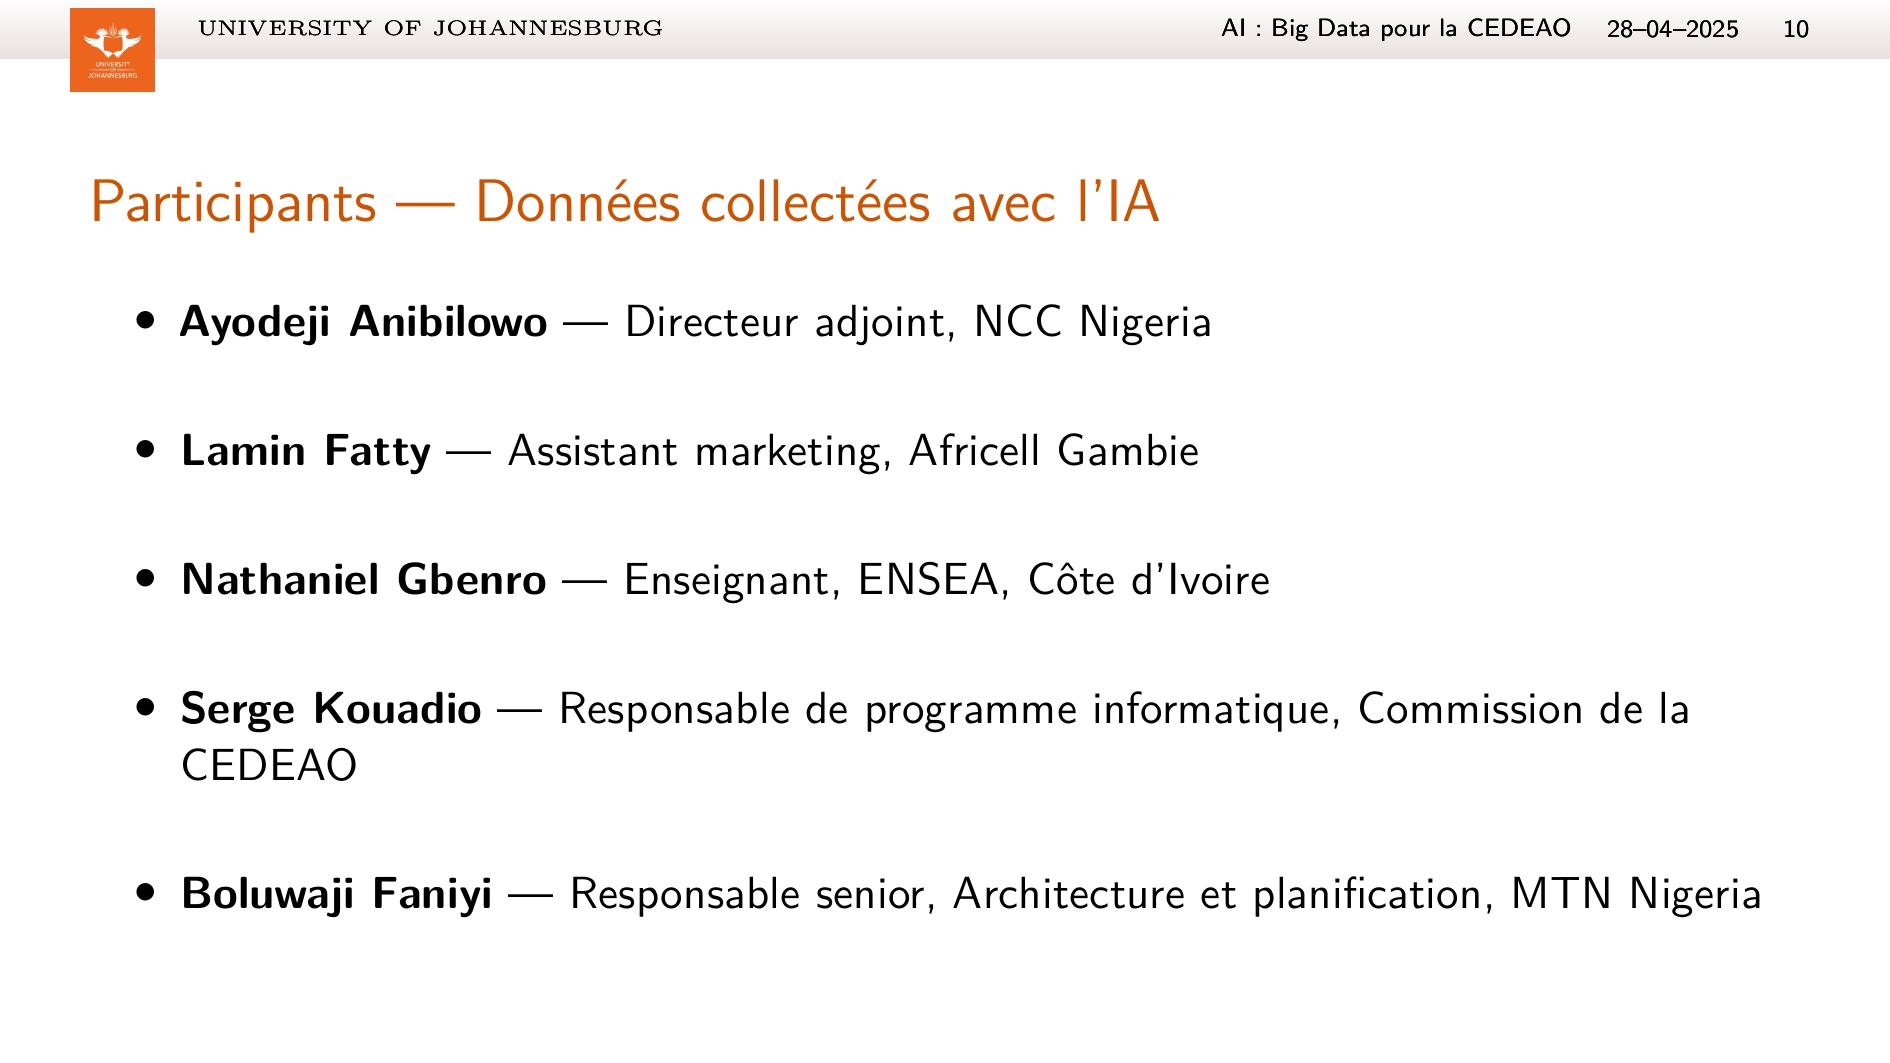 UNIVERSITY OF JOHANNESBURG
AI : Big Data pour la CEDEAO 28–04–2025 10
UNIVERSITY
OF
JOHANNESBURG
Participants — Données collectées avec l'IA
• Ayodeji Anibilowo — Directeur adjoint, NCC Nigeria
• Lamin Fatty — Assistant marketing, Africell Gambie
• Nathaniel Gbenro — Enseignant, ENSEA, Côte d'Ivoire
• Serge Kouadio — Responsable de programme informatique, Commission de la
CEDEAO
• Boluwaji Faniyi — Responsable senior, Architecture et planification, MTN Nigeria